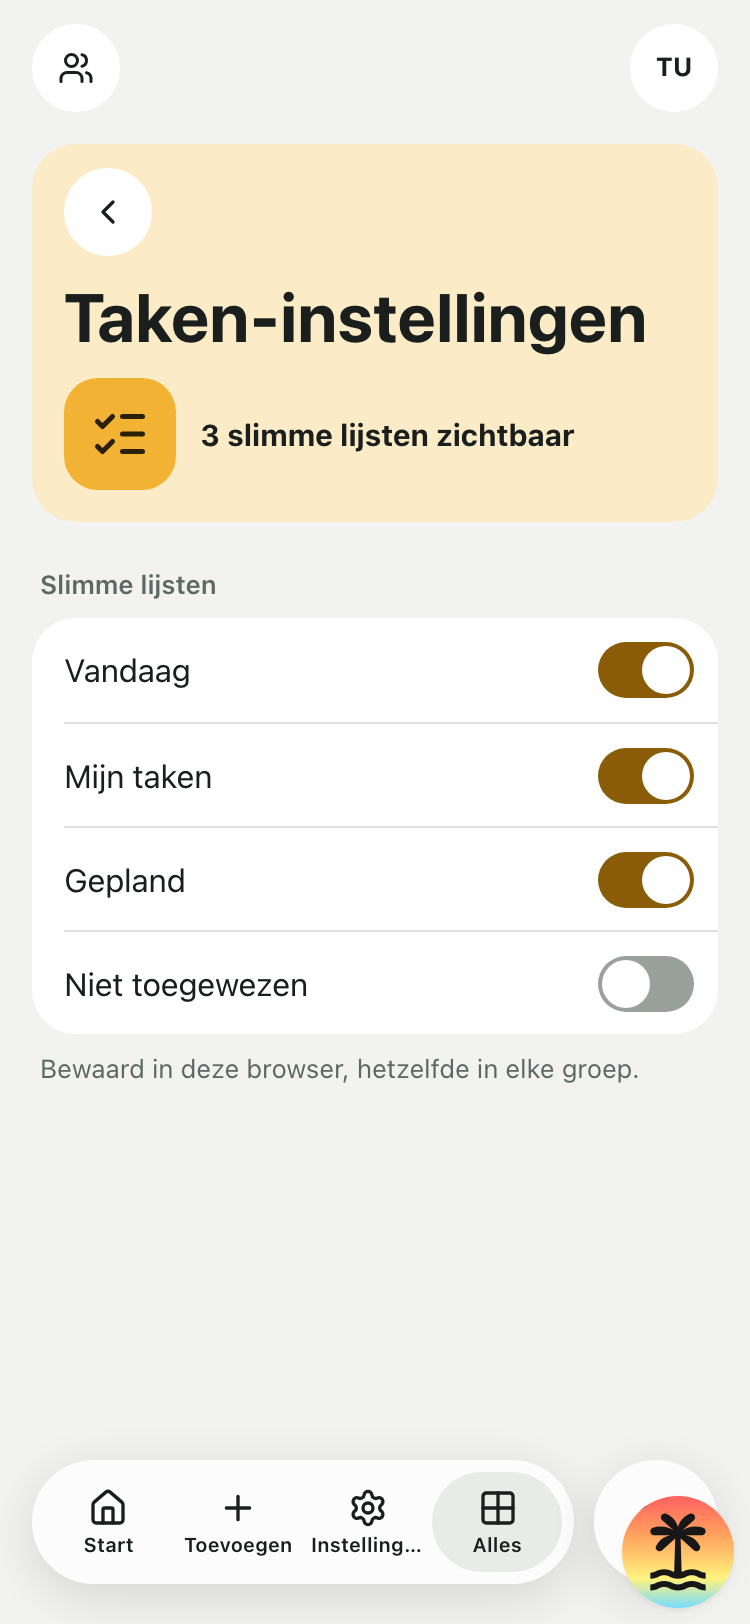 TU
Taken-instellingen
3 slimme lijsten zichtbaar
Slimme lijsten
Vandaag
Mijn taken
Gepland
Niet toegewezen
Bewaard in deze browser, hetzelfde in elke groep.
Start
Toevoegen
Instelling...
Alles